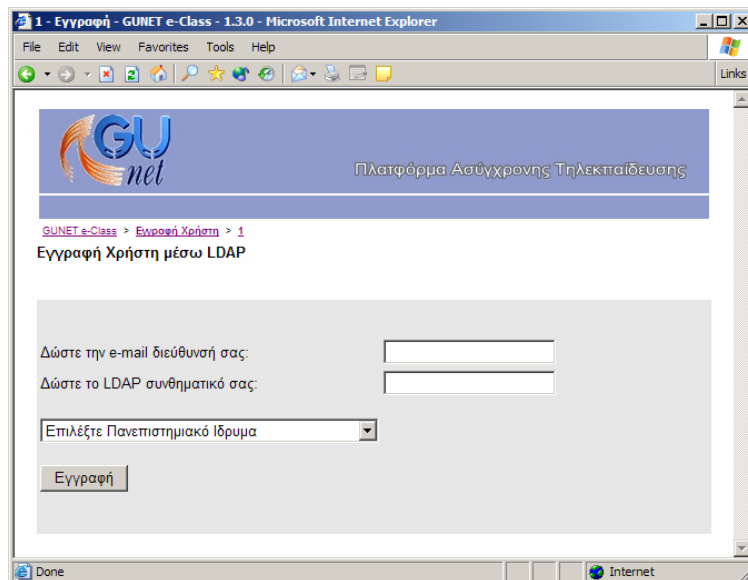 1 - Εγγραφή - GUNET e-Class - 1.3.0 - Microsoft Internet Explorer
File Edit View Favorites Tools Help
Links
GU
net
Πλατφόρμα Ασύγχρονης Τηλεκπαίδευσης
GUNET e-Class > Εγγραφή Χρήστη > 1
Εγγραφή Χρήστη μέσω LDAP
Δώστε την e-mail διεύθυνσή σας:
Δώστε το LDAP συνθηματικό σας:
Επιλέξτε Πανεπιστημιακό Ιδρυμα
Εγγραφή
Done Internet